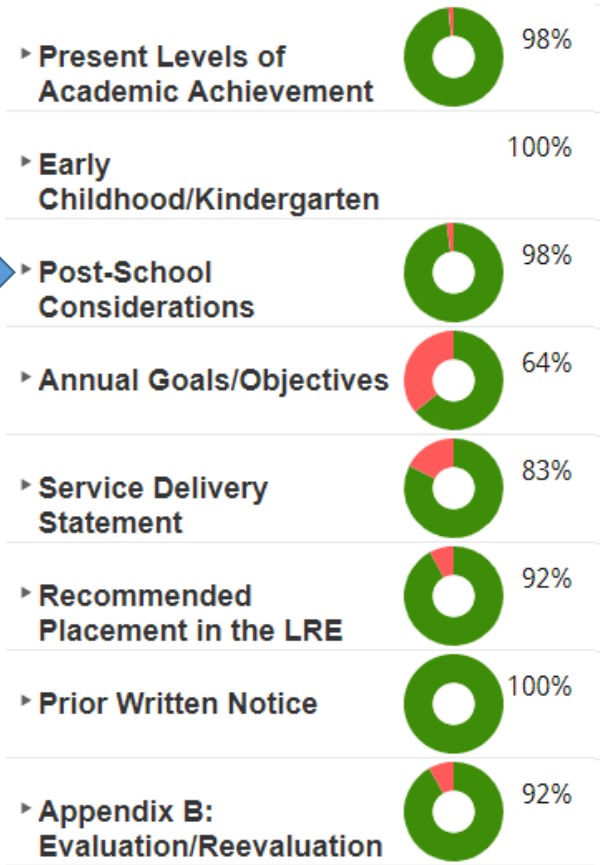 Present Levels of
Academic Achievement
98%
Early
Childhood/Kindergarten
100%
Post-School
Considerations
98%
Annual Goals/Objectives
64%
Service Delivery
Statement
83%
Recommended
Placement in the LRE
92%
Prior Written Notice
100%
Appendix B:
Evaluation/Reevaluation
92%